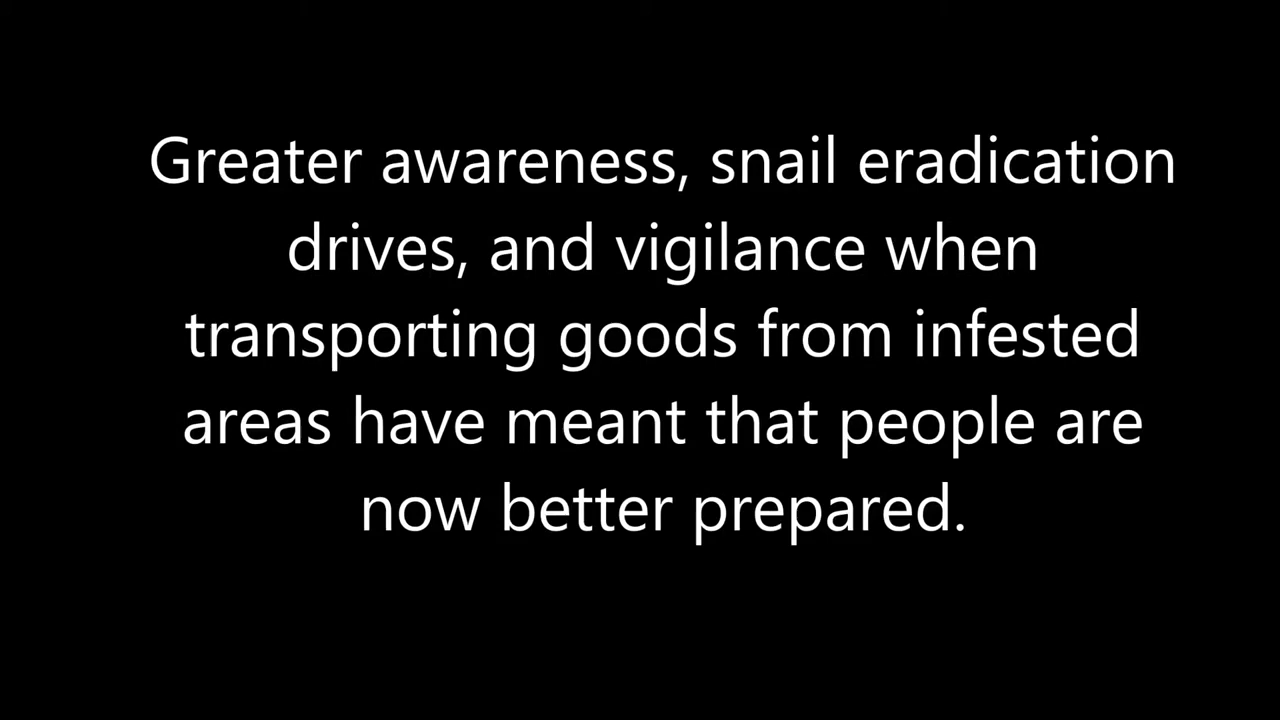 Greater awareness, snail eradication
drives, and vigilance when
transporting goods from infested
areas have meant that people are
now better prepared.